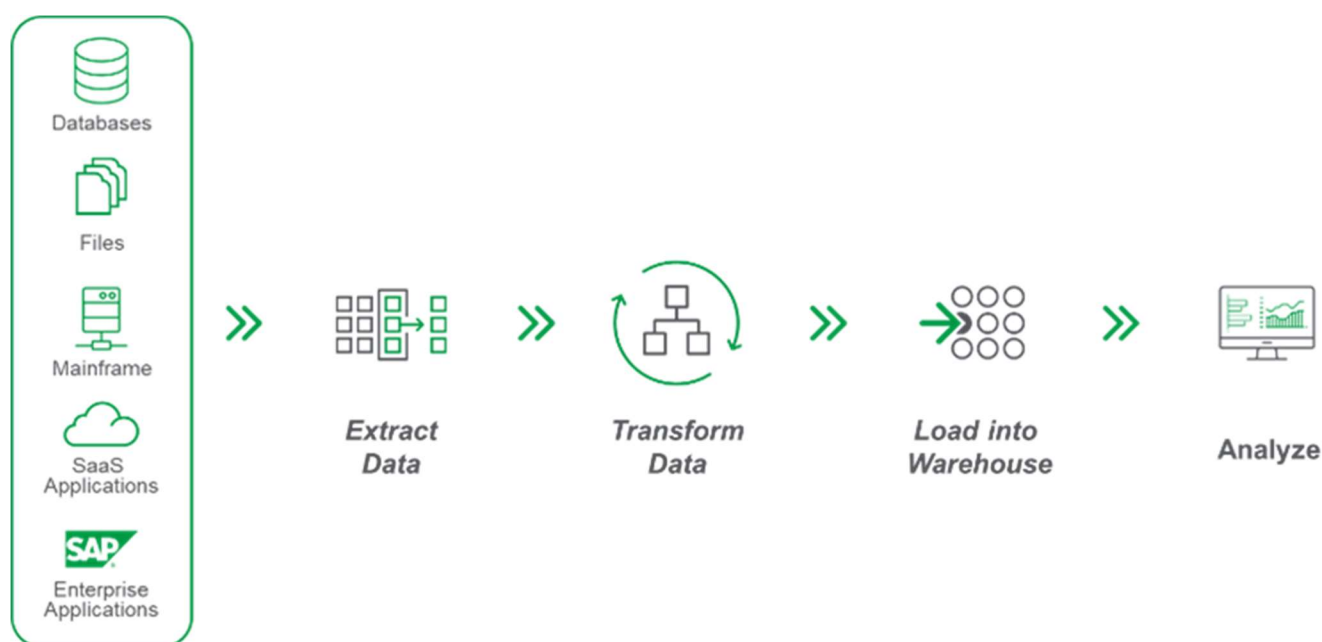 Databases
Files
Mainframe
SaaS
Applications
SAP
Enterprise
Applications
Extract
Data
Transform
Data
Load into
Warehouse
Analyze